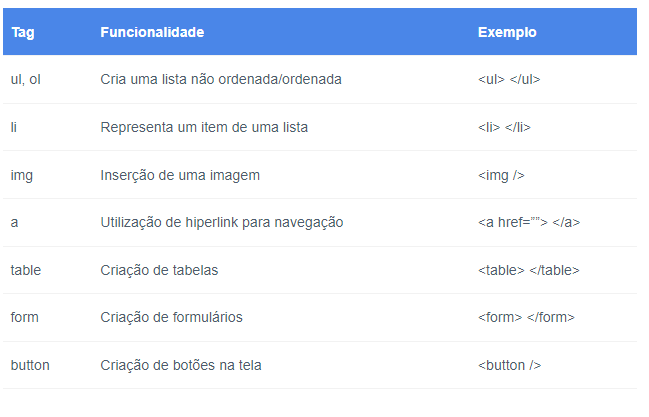 Tag Funcionalidade Exemplo
ul, ol Cria uma lista não ordenada/ordenada <ul> </ul>
li Representa um item de uma lista <li> </li>
img Inserção de uma imagem <img />
a Utilização de hiperlink para navegação <a href=””> </a>
table Criação de tabelas <table> </table>
form Criação de formulários <form> </form>
button Criação de botões na tela <button />